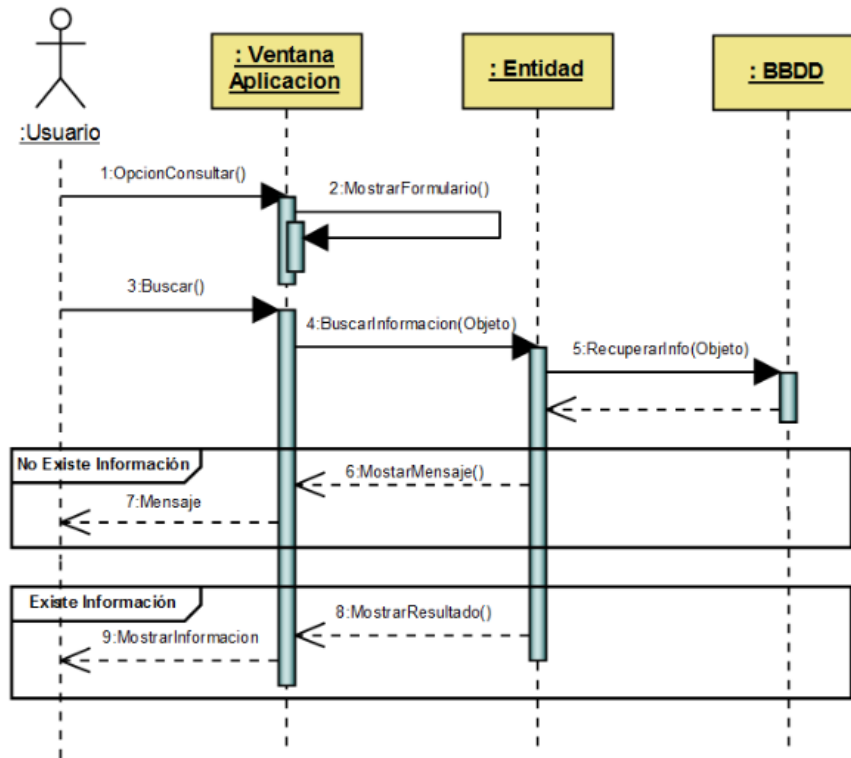 : Ventana
Aplicacion
: Entidad
: BBDD
:Usuario
1:OpcionConsultar()
2:MostrarFormulario()
3:Buscar()
4:BuscarInformacion(Objeto)
5:RecuperarInfo(Objeto)
No Existe Información
6:MostarMensaje()
7:Mensaje
Existe Información
8:MostrarResultado()
9:MostrarInformacion